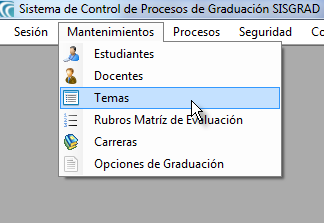 Sistema de Control de Procesos de Graduación SISGRAD
Sesión Mantenimientos Procesos Seguridad
Estudiantes
Docentes
Temas
Rubros Matríz de Evaluación
Carreras
Opciones de Graduación